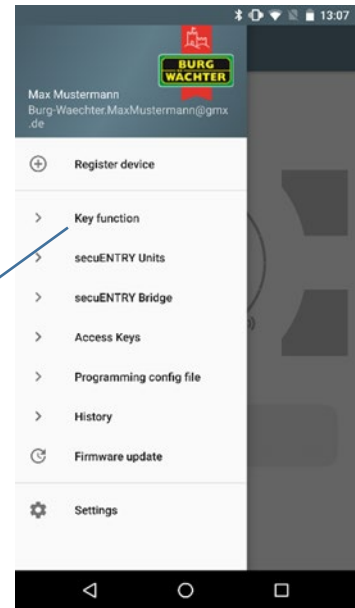 13:07
BURG
WÄCHTER
Max Mustermann
Burg-Waechter.MaxMustermann@gmx
.de
Register device
Key function
secuENTRY Units
secuENTRY Bridge
Access Keys
Programming config file
History
Firmware update
Settings